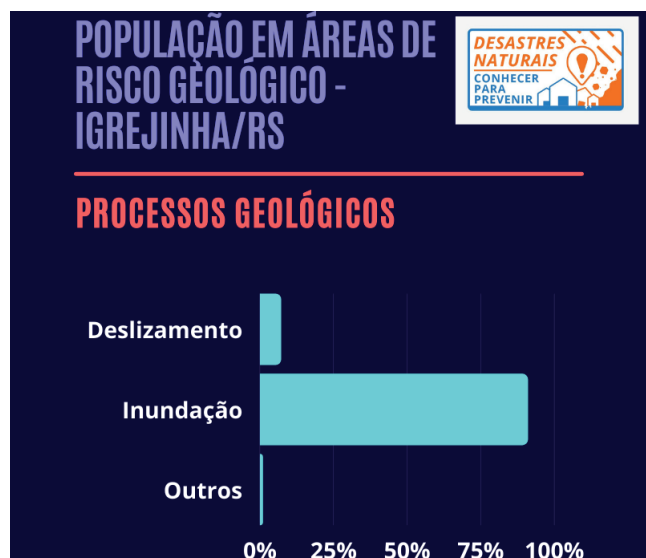 POPULAÇÃO EM ÁREAS DE
RISCO GEOLÓGICO -
IGREJINHA/RS
DESASTRES
NATURAIS
CONHECER
PARA
PREVENIR
PROCESSOS GEOLÓGICOS
Deslizamento
Inundação
Outros
0% 25% 50% 75% 100%